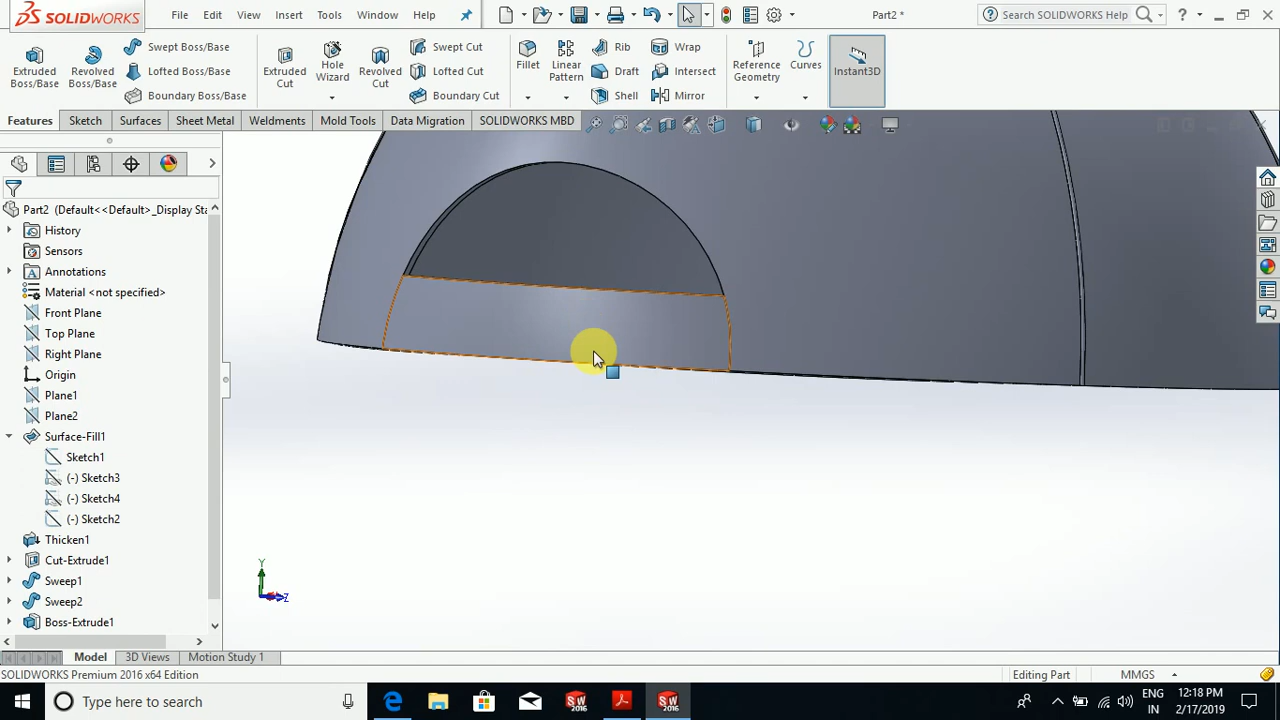 SOLIDWORKS
File
Edit
View
Insert
Tools
Window
Help
Part2 *
Search SOLIDWORKS Help
?
Extruded Boss/Base
Revolved Boss/Base
Swept Boss/Base
Lofted Boss/Base
Boundary Boss/Base
Extruded Cut
Hole Wizard
Revolved Cut
Swept Cut
Lofted Cut
Boundary Cut
Fillet
Linear Pattern
Rib
Draft
Shell
Wrap
Intersect
Mirror
Reference Geometry
Curves
Instant3D
Features
Sketch
Surfaces
Sheet Metal
Weldments
Mold Tools
Data Migration
SOLIDWORKS MBD
Part2 (Default<<Default>_Display Sta
History
Sensors
Annotations
Material <not specified>
Front Plane
Top Plane
Right Plane
Origin
Plane1
Plane2
Surface-Fill1
Sketch1
(-) Sketch3
(-) Sketch4
(-) Sketch2
Thicken1
Cut-Extrude1
Sweep1
Sweep2
Boss-Extrude1
Y
Z
Model
3D Views
Motion Study 1
SOLIDWORKS Premium 2016 x64 Edition
Editing Part
MMGS
Type here to search
SW
2016
SW
2016
ENG
IN
12:18 PM
2/17/2019